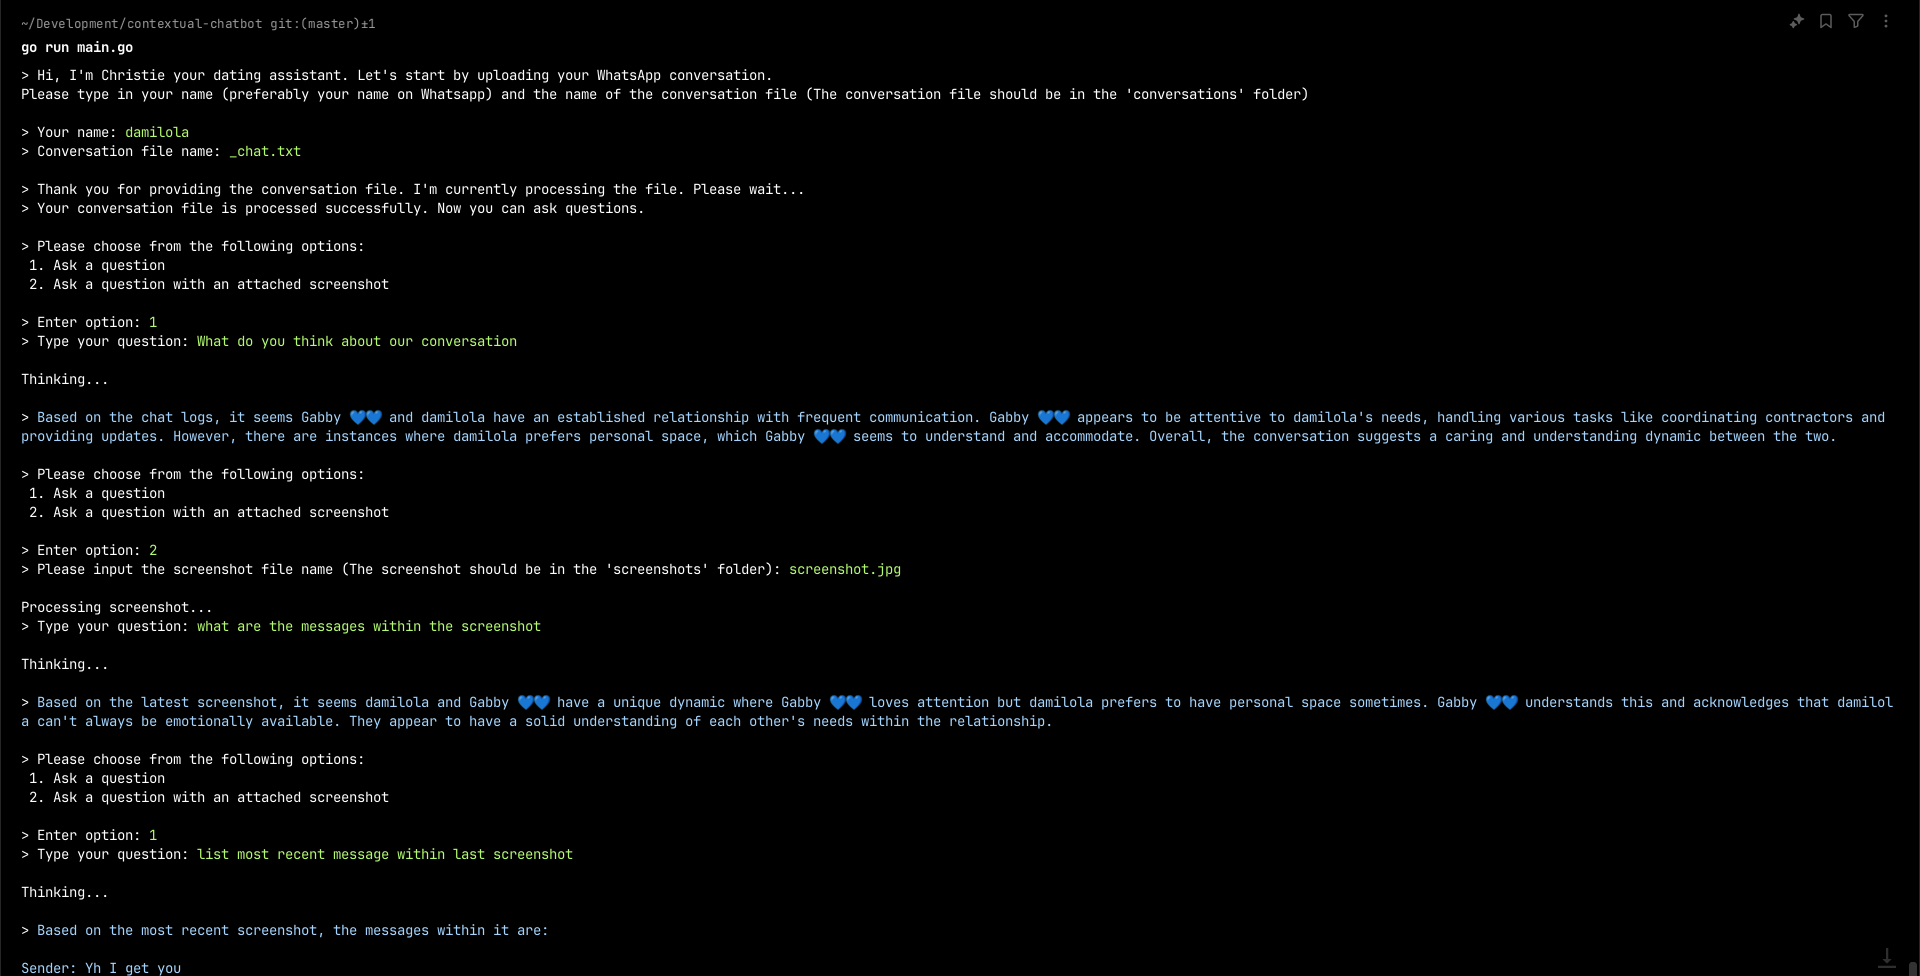 ~/Development/contextual-chatbot git:(master)±1
go run main.go
> Hi, I'm Christie your dating assistant. Let's start by uploading your WhatsApp conversation.
Please type in your name (preferably your name on Whatsapp) and the name of the conversation file (The conversation file should be in the 'conversations' folder)
> Your name: damilola
> Conversation file name: _chat.txt
> Thank you for providing the conversation file. I'm currently processing the file. Please wait...
> Your conversation file is processed successfully. Now you can ask questions.
> Please choose from the following options:
1. Ask a question
2. Ask a question with an attached screenshot
> Enter option: 1
> Type your question: What do you think about our conversation
Thinking...
> Based on the chat logs, it seems Gabby 💙💙 and damilola have an established relationship with frequent communication. Gabby 💙💙 appears to be attentive to damilola's needs, handling various tasks like coordinating contractors and
providing updates. However, there are instances where damilola prefers personal space, which Gabby 💙💙 seems to understand and accommodate. Overall, the conversation suggests a caring and understanding dynamic between the two.
> Please choose from the following options:
1. Ask a question
2. Ask a question with an attached screenshot
> Enter option: 2
> Please input the screenshot file name (The screenshot should be in the 'screenshots' folder): screenshot.jpg
Processing screenshot...
> Type your question: what are the messages within the screenshot
Thinking...
> Based on the latest screenshot, it seems damilola and Gabby 💙💙 have a unique dynamic where Gabby 💙💙 loves attention but damilola prefers to have personal space sometimes. Gabby 💙💙 understands this and acknowledges that damilol
a can't always be emotionally available. They appear to have a solid understanding of each other's needs within the relationship.
> Please choose from the following options:
1. Ask a question
2. Ask a question with an attached screenshot
> Enter option: 1
> Type your question: list most recent message within last screenshot
Thinking...
> Based on the most recent screenshot, the messages within it are:
Sender: Yh I get you